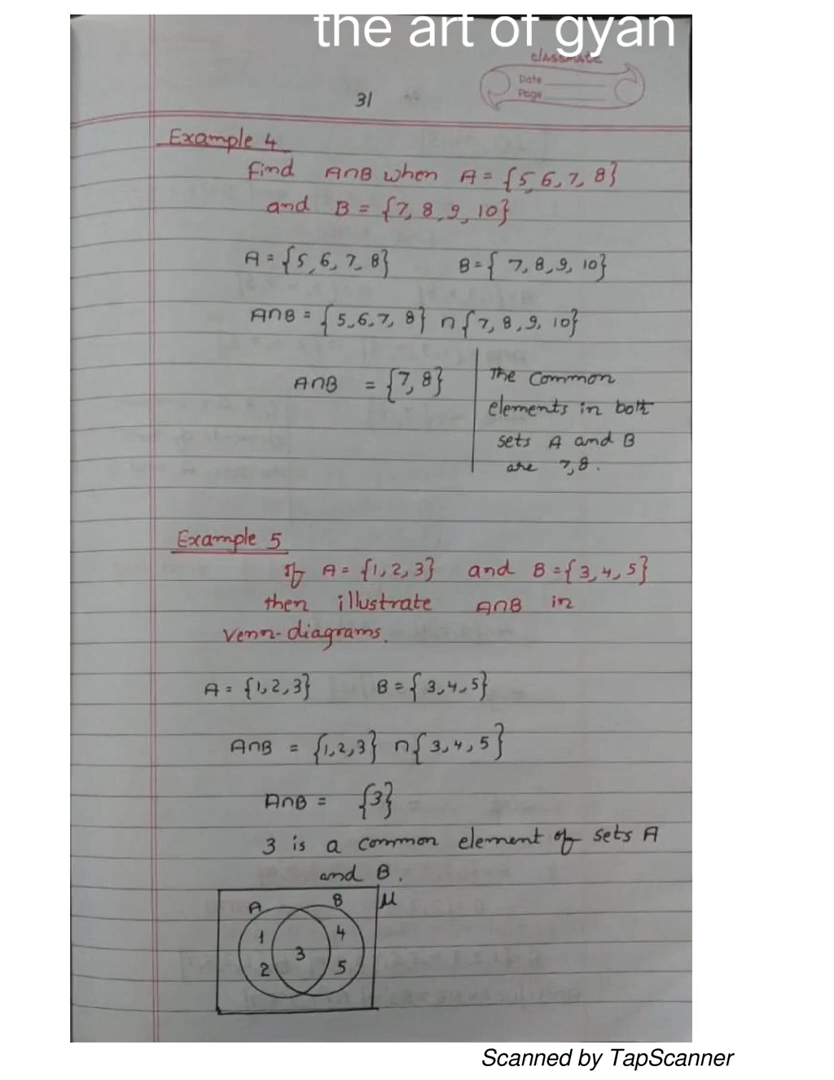 the art of gyan
classmate
Date
Page
31
Example 4
find A∩B when A = {5, 6, 7, 8}
and B = {7, 8, 9, 10}
A = {5, 6, 7, 8} B = { 7, 8, 9, 10}
A∩B = {5, 6, 7, 8} ∩ {7, 8, 9, 10}
A∩B = {7, 8}
The common
elements in both
sets A and B
are 7, 8.
Example 5
If A = {1, 2, 3} and B = {3, 4, 5}
then illustrate A∩B in
Venn-diagrams.
A = {1, 2, 3} B = { 3, 4, 5}
A∩B = {1, 2, 3} ∩ { 3, 4, 5}
A∩B = {3}
3 is a common element of sets A
and B.
A B μ
1 4
3
2 5
Scanned by TapScanner